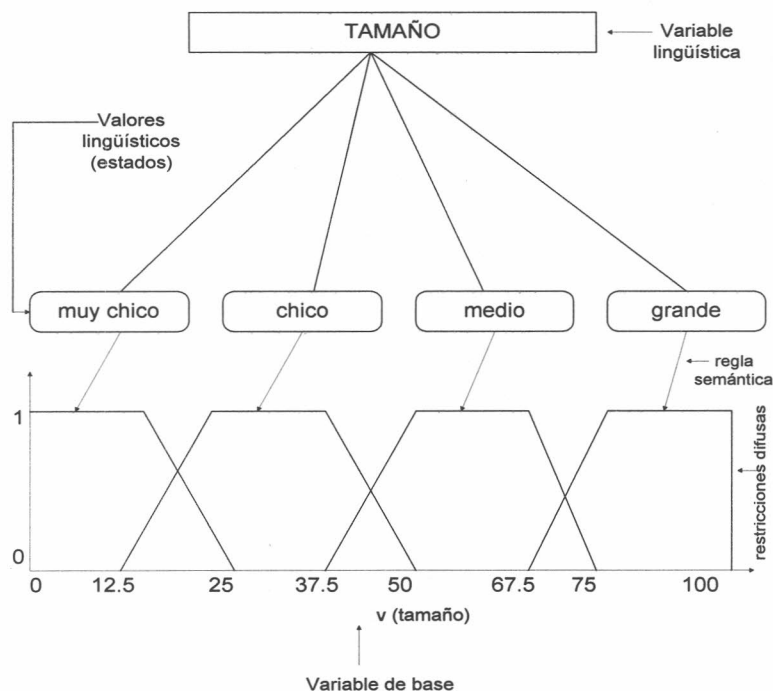 TAMAÑO
Variable
lingüística
Valores
lingüísticos
(estados)
muy chico
chico
medio
grande
regla
semántica
1
0
restricciones difusas
0
12.5
25
37.5
50
67.5
75
100
v (tamaño)
Variable de base